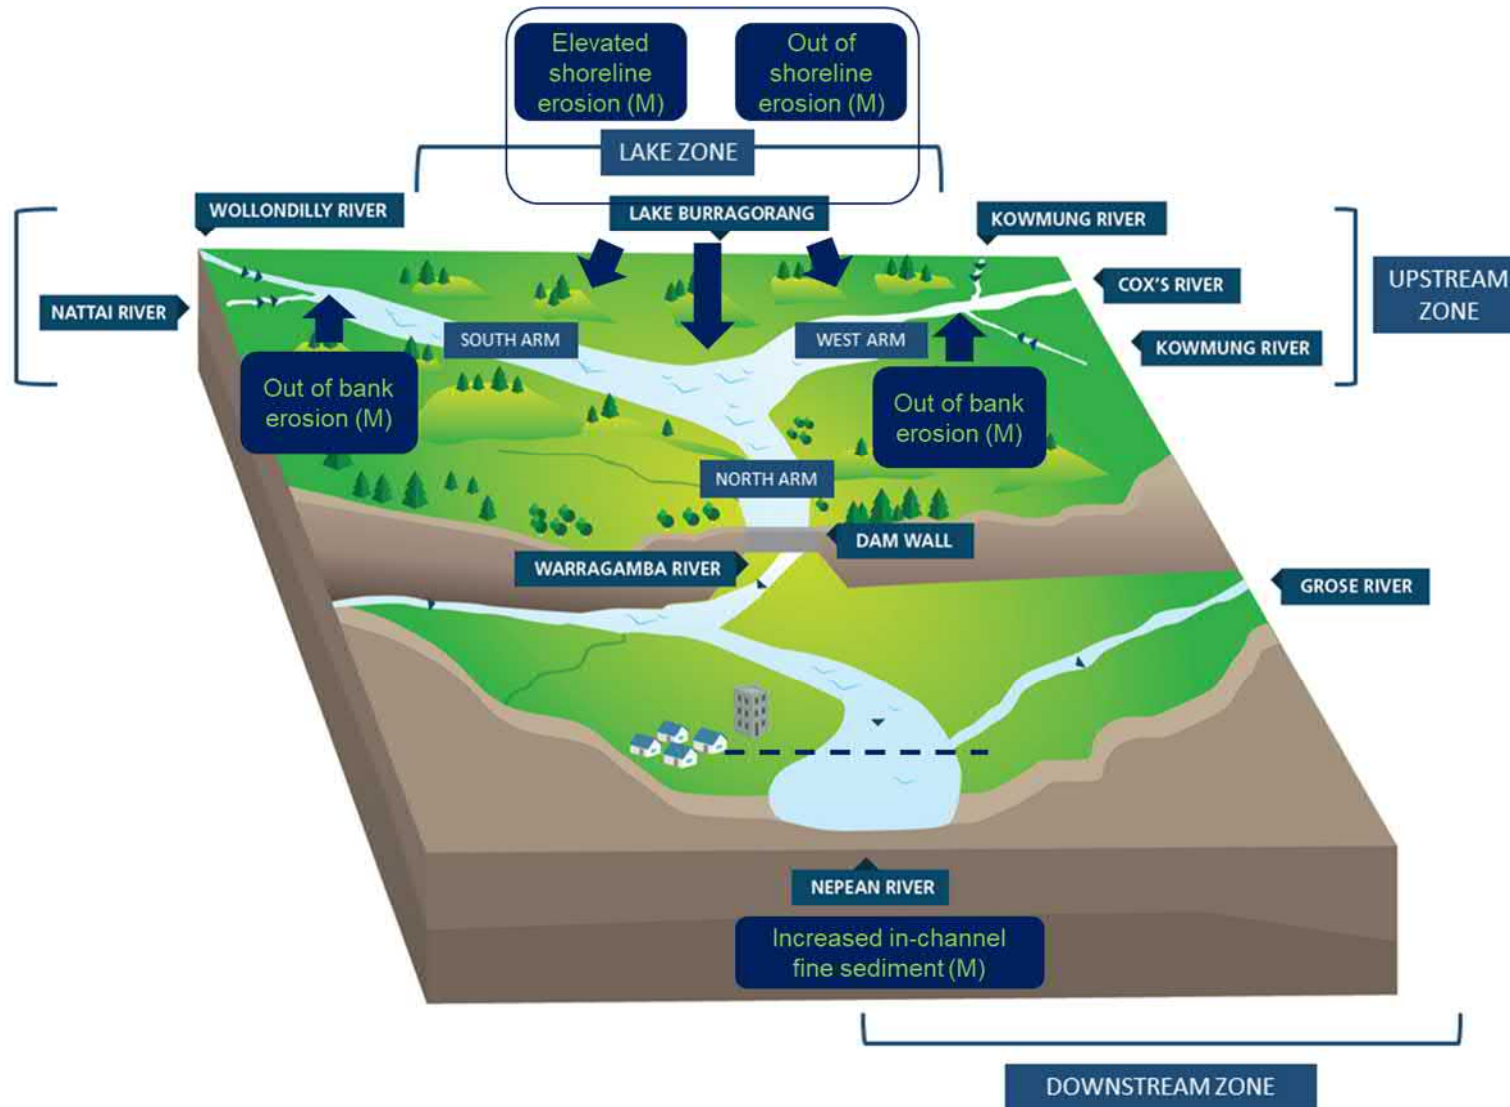 Elevated
shoreline
erosion (M)
Out of
shoreline
erosion (M)
LAKE ZONE
WOLLONDILLY RIVER
LAKE BURRAGORANG
KOWMUNG RIVER
NATTAI RIVER
COX'S RIVER
UPSTREAM
ZONE
SOUTH ARM
WEST ARM
KOWMUNG RIVER
Out of bank
erosion (M)
Out of bank
erosion (M)
NORTH ARM
DAM WALL
WARRAGAMBA RIVER
GROSE RIVER
NEPEAN RIVER
Increased in-channel
fine sediment (M)
DOWNSTREAM ZONE